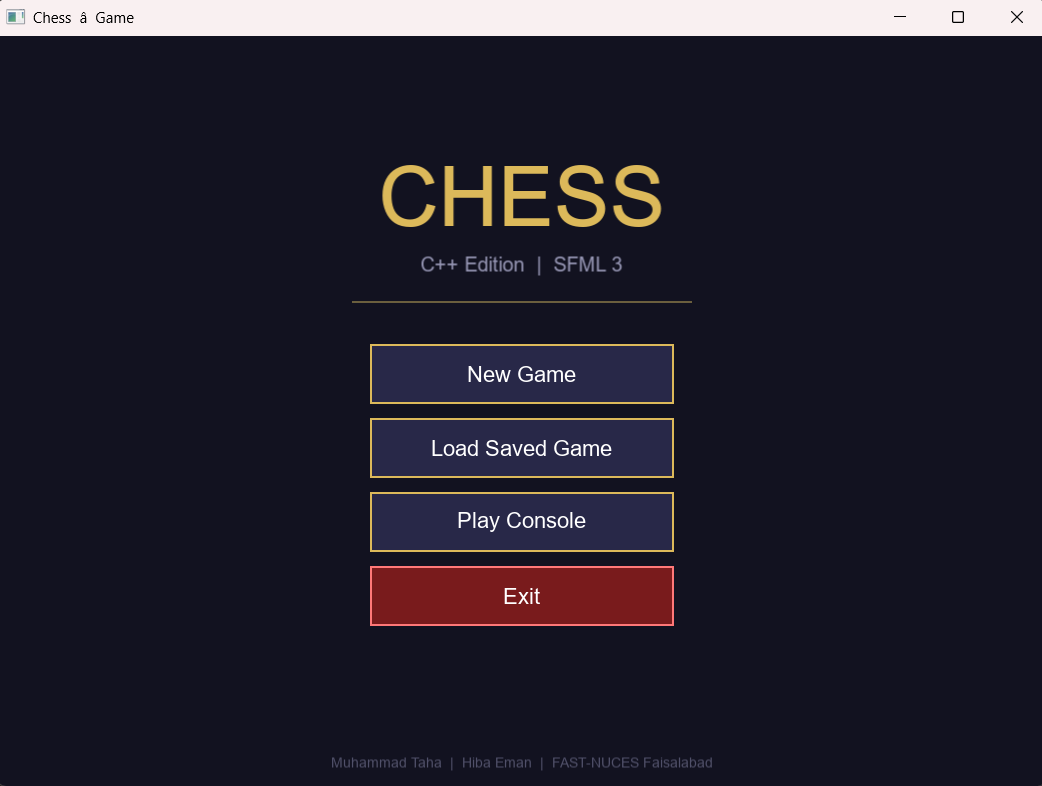 Chess â Game
CHESS
C++ Edition | SFML 3
New Game
Load Saved Game
Play Console
Exit
Muhammad Taha | Hiba Eman | FAST-NUCES Faisalabad